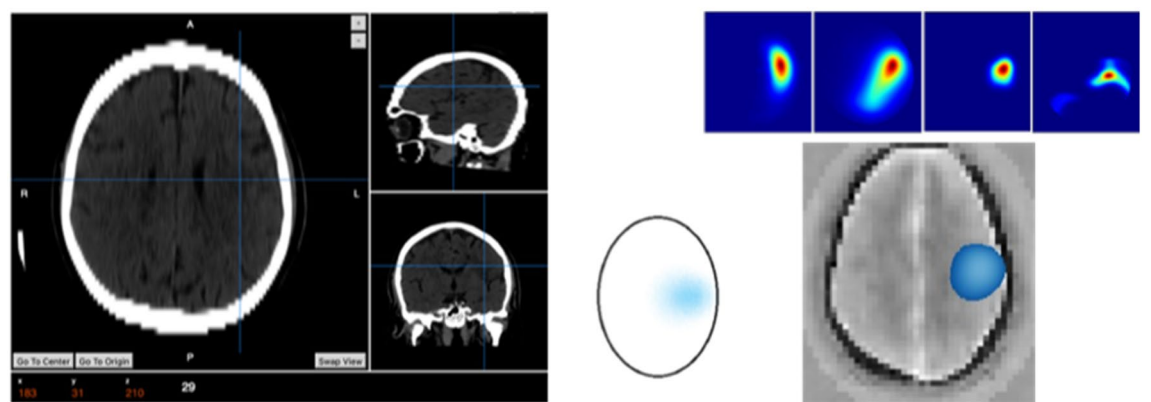 A
R
L
P
Go To Center
Go To Origin
Swap View
x y z
183 31 210
29